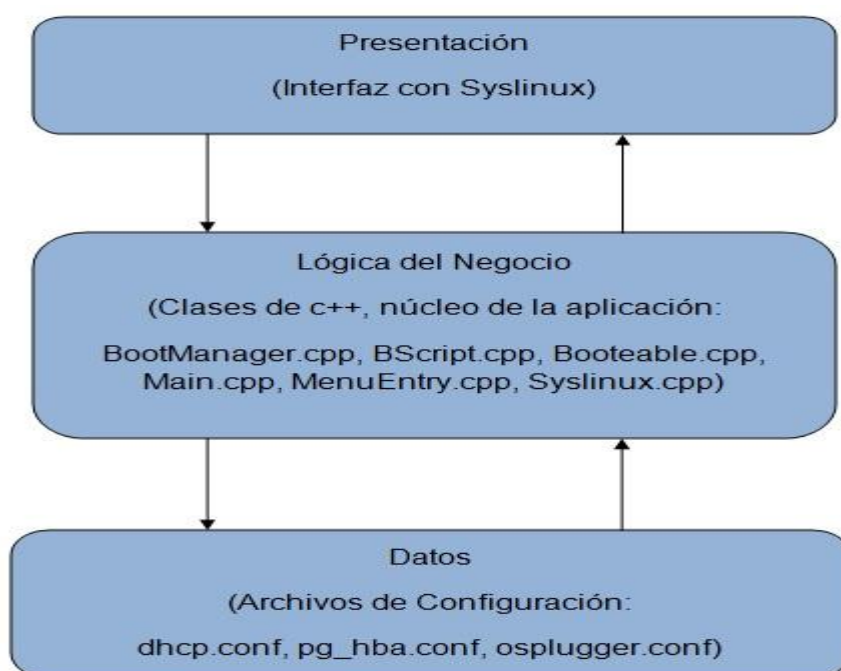 Presentación
(Interfaz con Syslinux)
Lógica del Negocio
(Clases de c++, núcleo de la aplicación:
BootManager.cpp, BScript.cpp, Booteable.cpp,
Main.cpp, MenuEntry.cpp, Syslinux.cpp)
Datos
(Archivos de Configuración:
dhcp.conf, pg_hba.conf, osplugger.conf)